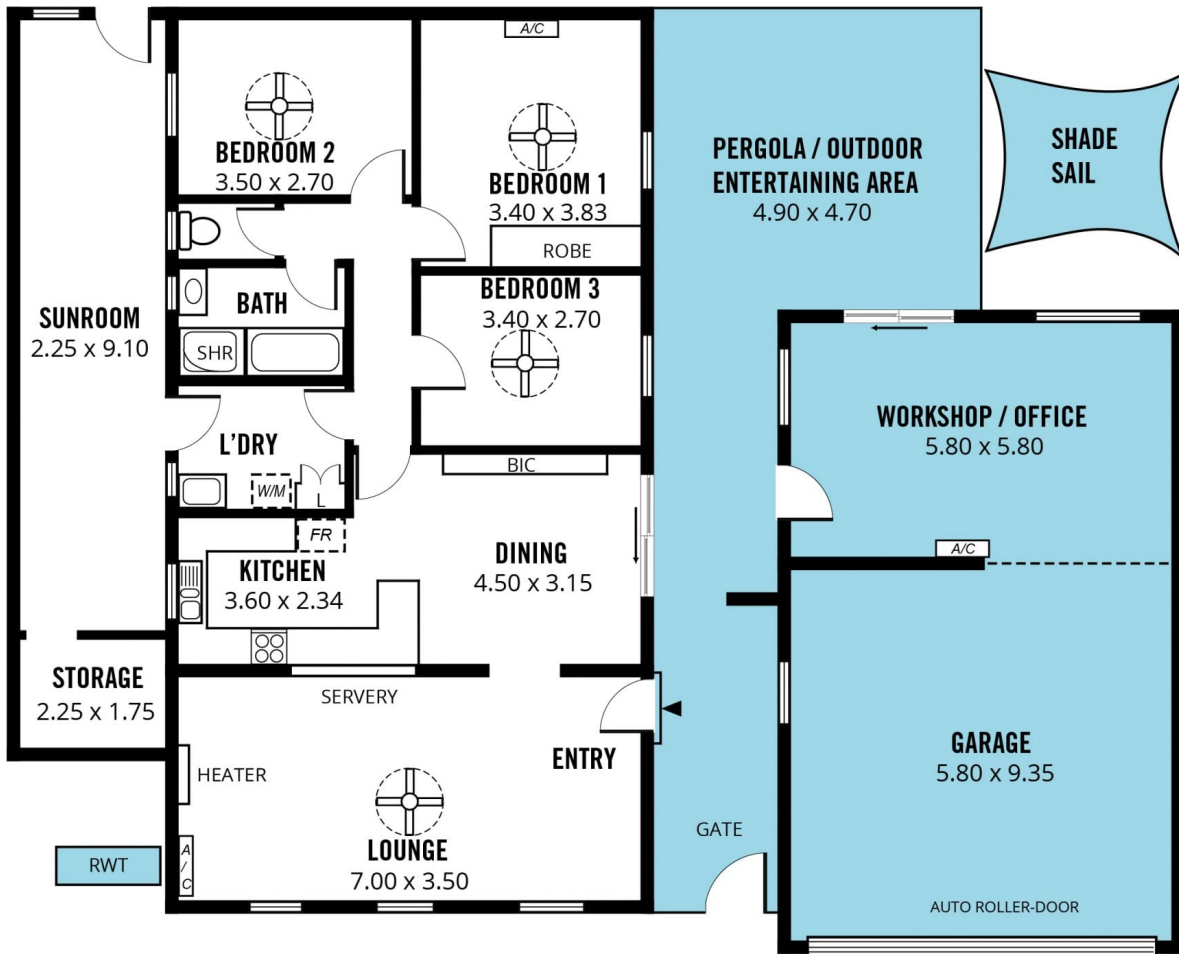 A/C
BEDROOM 2
3.50 x 2.70
BEDROOM 1
3.40 x 3.83
ROBE
PERGOLA / OUTDOOR
ENTERTAINING AREA
4.90 x 4.70
SHADE
SAIL
SUNROOM
2.25 x 9.10
BATH
SHR
BEDROOM 3
3.40 x 2.70
L'DRY
W/M
L
BIC
WORKSHOP / OFFICE
5.80 x 5.80
A/C
FR
KITCHEN
3.60 x 2.34
DINING
4.50 x 3.15
STORAGE
2.25 x 1.75
SERVERY
ENTRY
HEATER
LOUNGE
7.00 x 3.50
A/C
RWT
GATE
GARAGE
5.80 x 9.35
AUTO ROLLER-DOOR